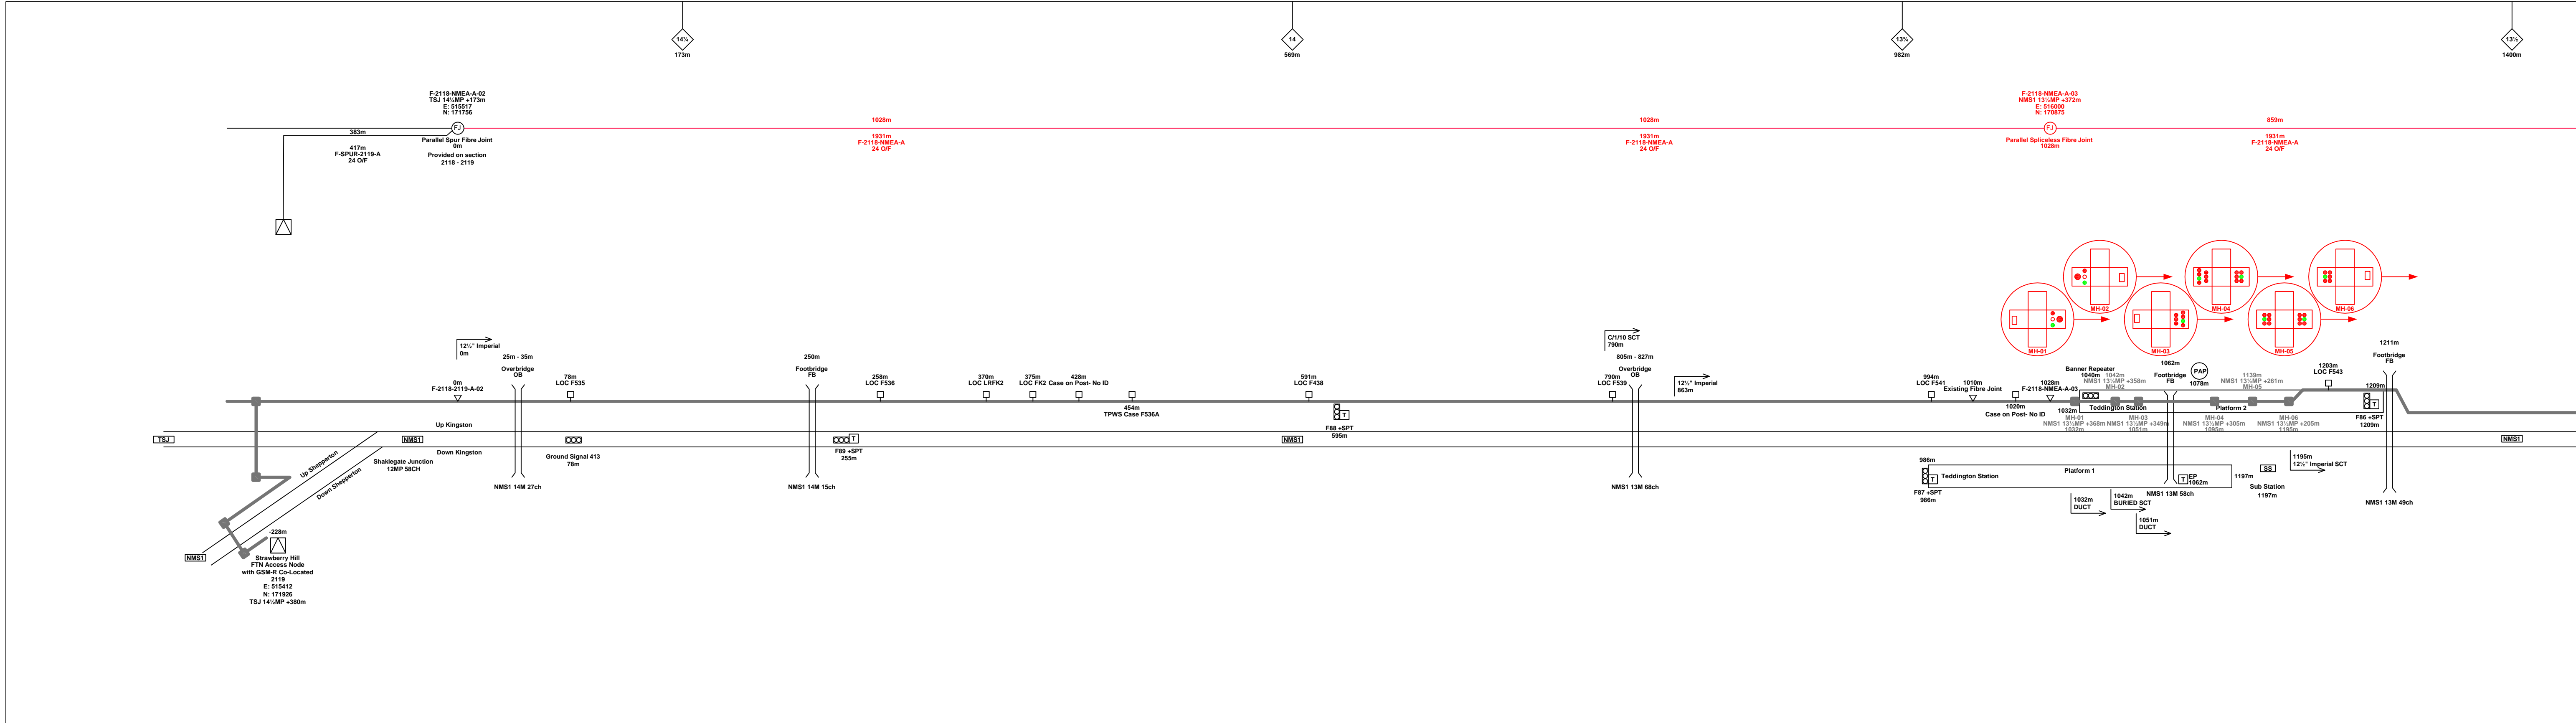 14¼
173m
14
569m
13¾
982m
13½
1400m
F-2118-NMEA-A-02
TSJ 14¼MP +173m
E: 515517
N: 171756
FJ
Parallel Spur Fibre Joint
0m
Provided on section
2118 - 2119
383m
417m
F-SPUR-2119-A
24 O/F
1028m
1931m
F-2118-NMEA-A
24 O/F
1028m
1931m
F-2118-NMEA-A
24 O/F
F-2118-NMEA-A-03
NMS1 13½MP +372m
E: 516000
N: 170875
FJ
Parallel Spliceless Fibre Joint
1028m
859m
1931m
F-2118-NMEA-A
24 O/F
MH-02
MH-04
MH-06
MH-01
MH-03
MH-05
12½" Imperial
0m
0m
F-2118-2119-A-02
25m - 35m
Overbridge
OB
78m
LOC F535
250m
Footbridge
FB
258m
LOC F536
370m
LOC LRFK2
375m
LOC FK2
428m
Case on Post- No ID
454m
TPWS Case F536A
591m
LOC F438
T
F88 +SPT
595m
C/1/10 SCT
790m
805m - 827m
Overbridge
OB
790m
LOC F539
12½" Imperial
863m
994m
LOC F541
1010m
Existing Fibre Joint
1020m
Case on Post- No ID
1028m
F-2118-NMEA-A-03
Banner Repeater
1040m
1042m
NMS1 13½MP +358m
MH-02
1062m
Footbridge
FB
PAP
1078m
1139m
NMS1 13½MP +261m
MH-05
1203m
LOC F543
1211m
Footbridge
FB
1209m
1032m
Teddington Station
Platform 2
T
F86 +SPT
1209m
MH-01
NMS1 13½MP +368m
1032m
MH-03
NMS1 13½MP +349m
1051m
MH-04
NMS1 13½MP +305m
1095m
MH-06
NMS1 13½MP +205m
1195m
Up Kingston
TSJ
NMS1
NMS1
NMS1
Down Kingston
Up Shepperton
Down Shepperton
Shaklegate Junction
12MP 58CH
Ground Signal 413
78m
T
F89 +SPT
255m
NMS1 14M 27ch
NMS1 14M 15ch
NMS1 13M 68ch
986m
T
F87 +SPT
986m
Teddington Station
Platform 1
T
EP
1062m
1197m
NMS1 13M 58ch
SS
Sub Station
1197m
1195m
12½" Imperial SCT
NMS1 13M 49ch
1032m
DUCT
1042m
BURIED SCT
1051m
DUCT
NMS1
-228m
Strawberry Hill
FTN Access Node
with GSM-R Co-Located
2119
E: 515412
N: 171926
TSJ 14¼MP +380m